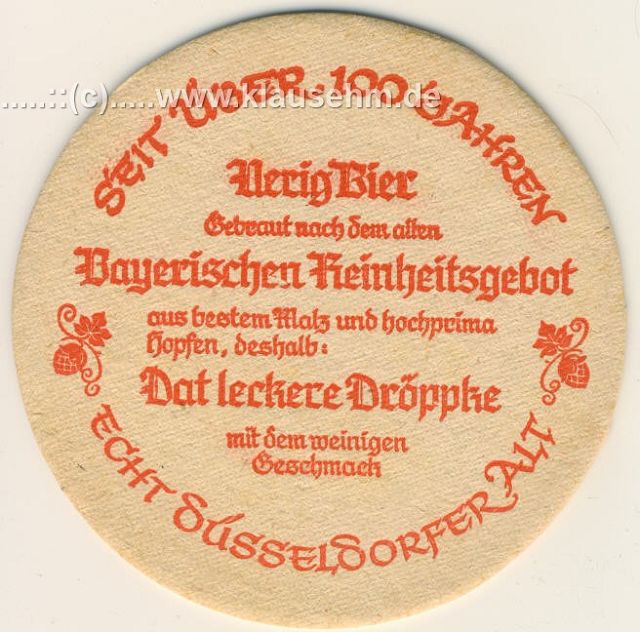 .....::(c).....www.klausehm.de
SEIT ÜBER 100 JAHREN
Uerig Bier
Gebraut nach dem alten
Bayerischen Reinheitsgebot
aus bestem Malz und hochprima
Hopfen, deshalb:
Dat leckere Dröppke
mit dem weinigen
Geschmack
ECHT DÜSSELDORFER ALT